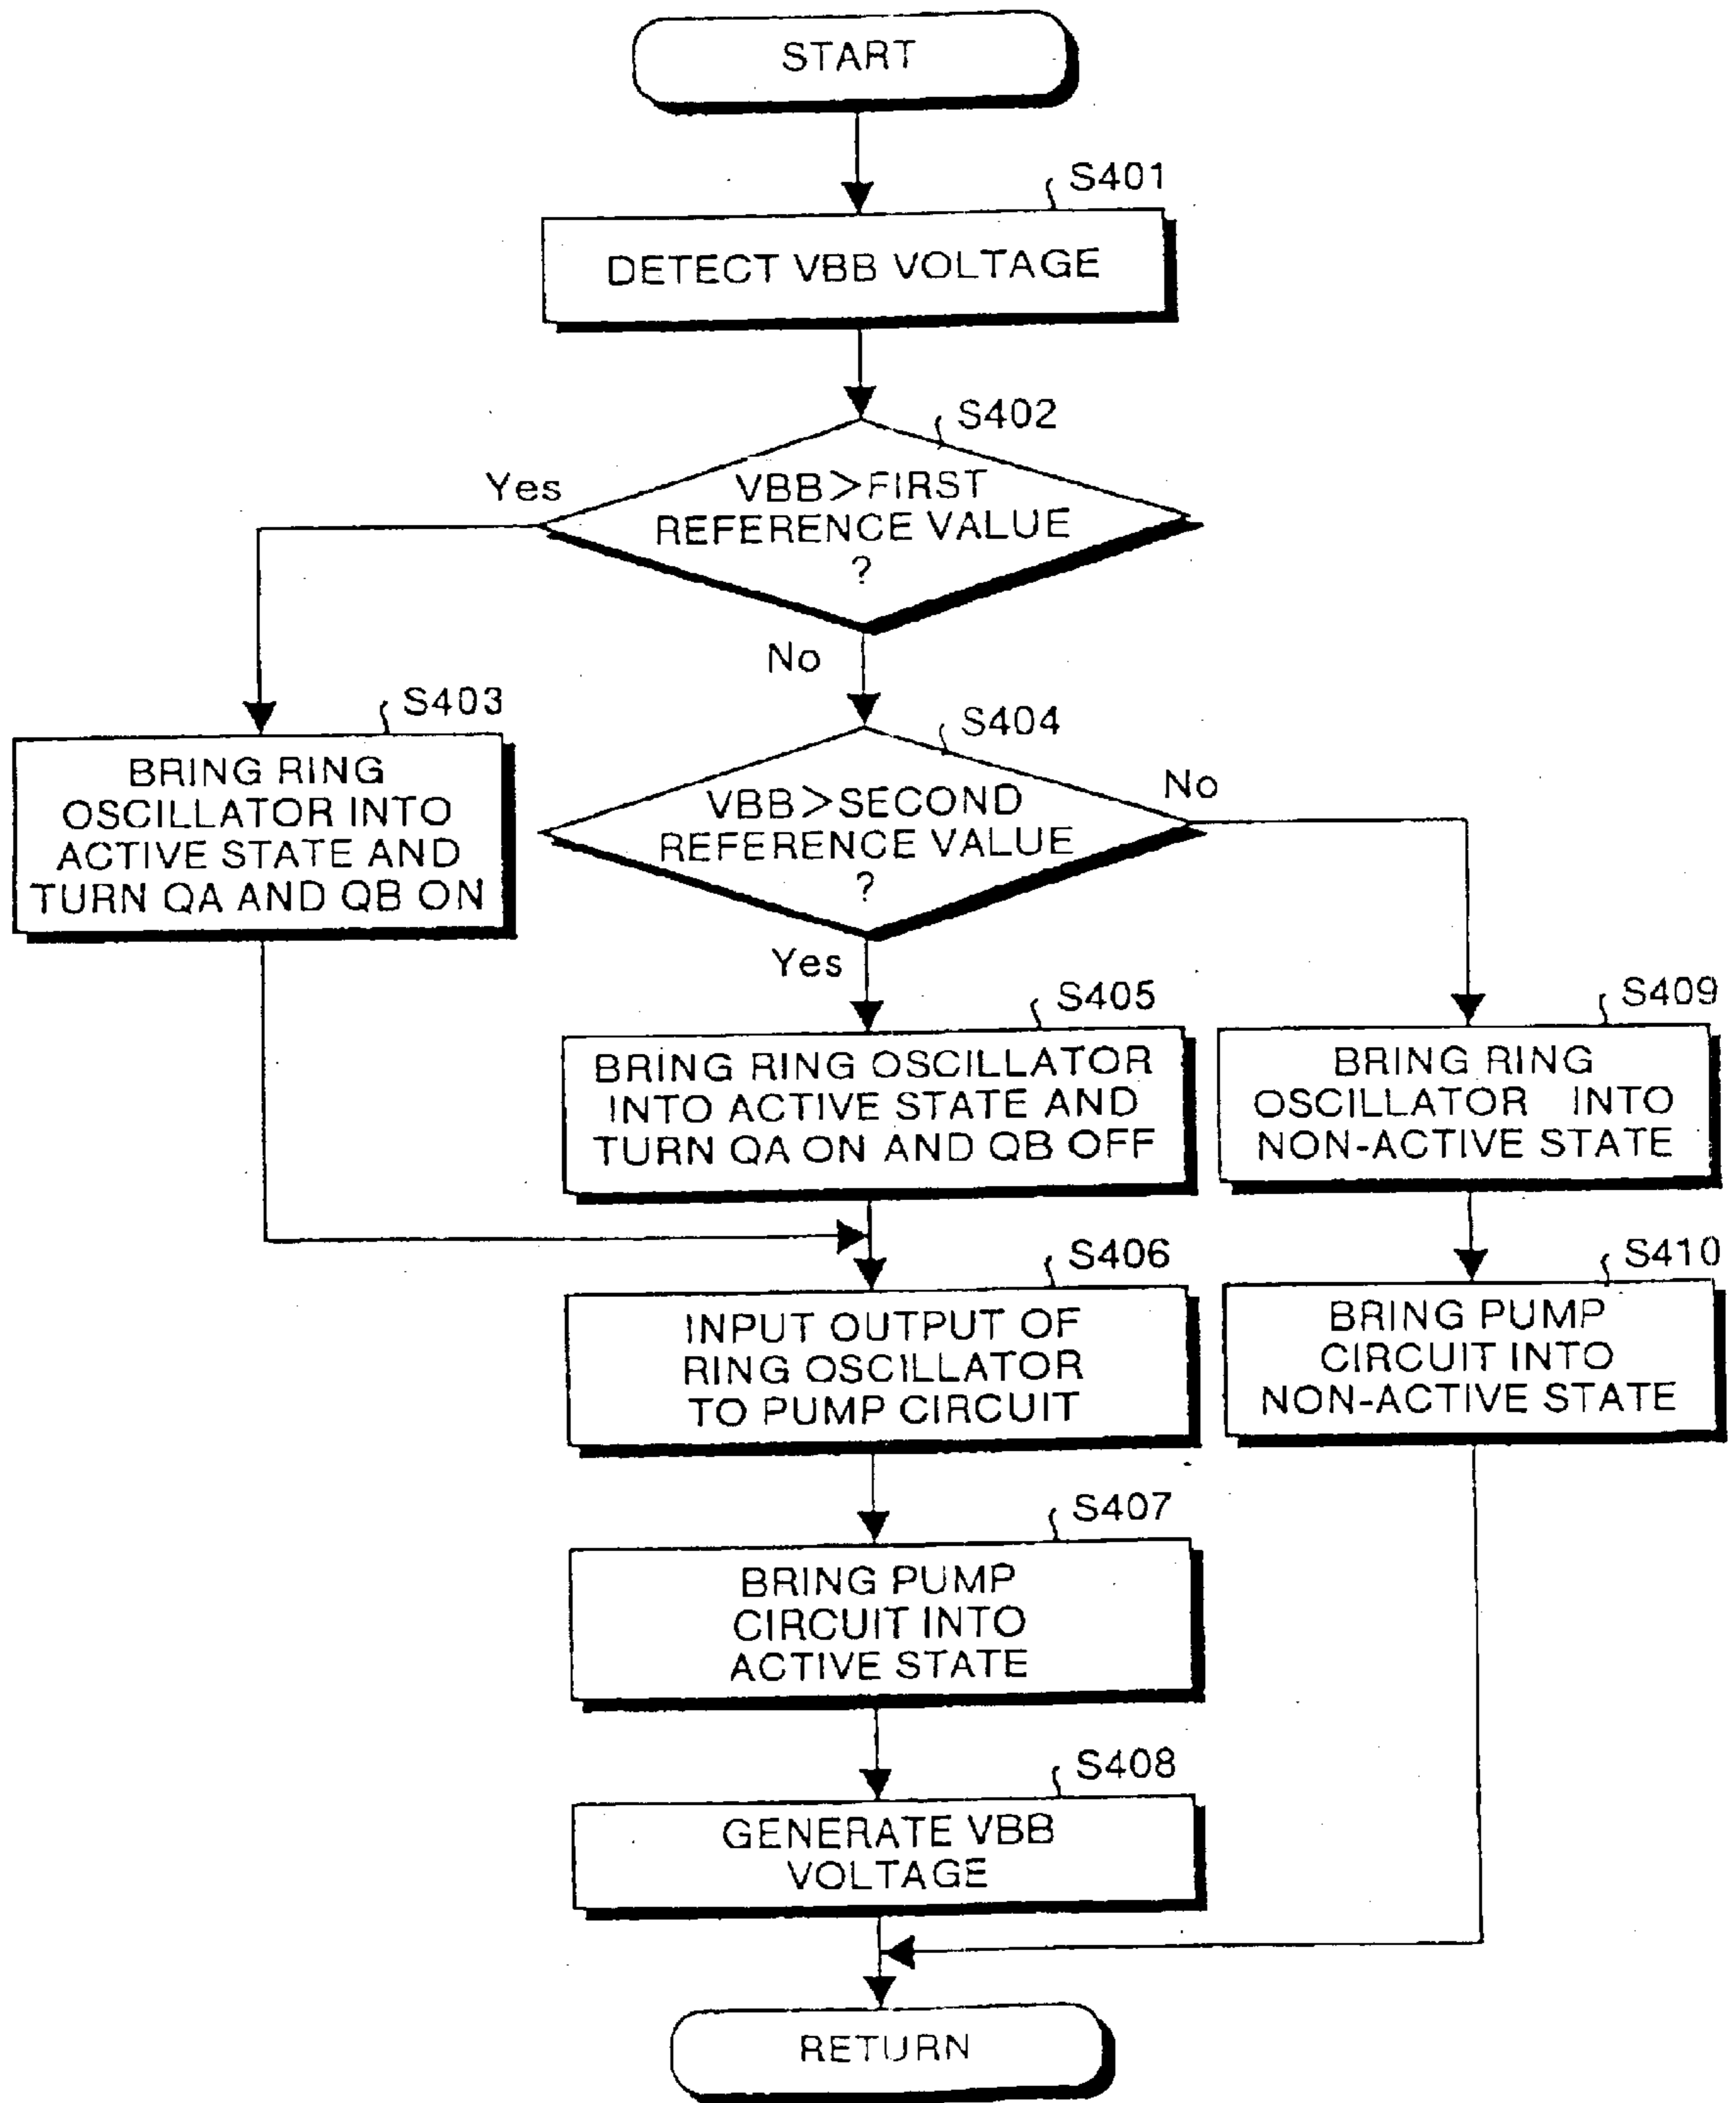 START
S401
DETECT VBB VOLTAGE
S402
VBB>FIRST
REFERENCE VALUE
?
Yes
No
S403
BRING RING
OSCILLATOR INTO
ACTIVE STATE AND
TURN QA AND QB ON
S404
VBB>SECOND
REFERENCE VALUE
?
No
Yes
S405
BRING RING OSCILLATOR
INTO ACTIVE STATE AND
TURN QA ON AND QB OFF
S409
BRING RING
OSCILLATOR INTO
NON-ACTIVE STATE
S406
INPUT OUTPUT OF
RING OSCILLATOR
TO PUMP CIRCUIT
S410
BRING PUMP
CIRCUIT INTO
NON-ACTIVE STATE
S407
BRING PUMP
CIRCUIT INTO
ACTIVE STATE
S408
GENERATE VBB
VOLTAGE
RETURN